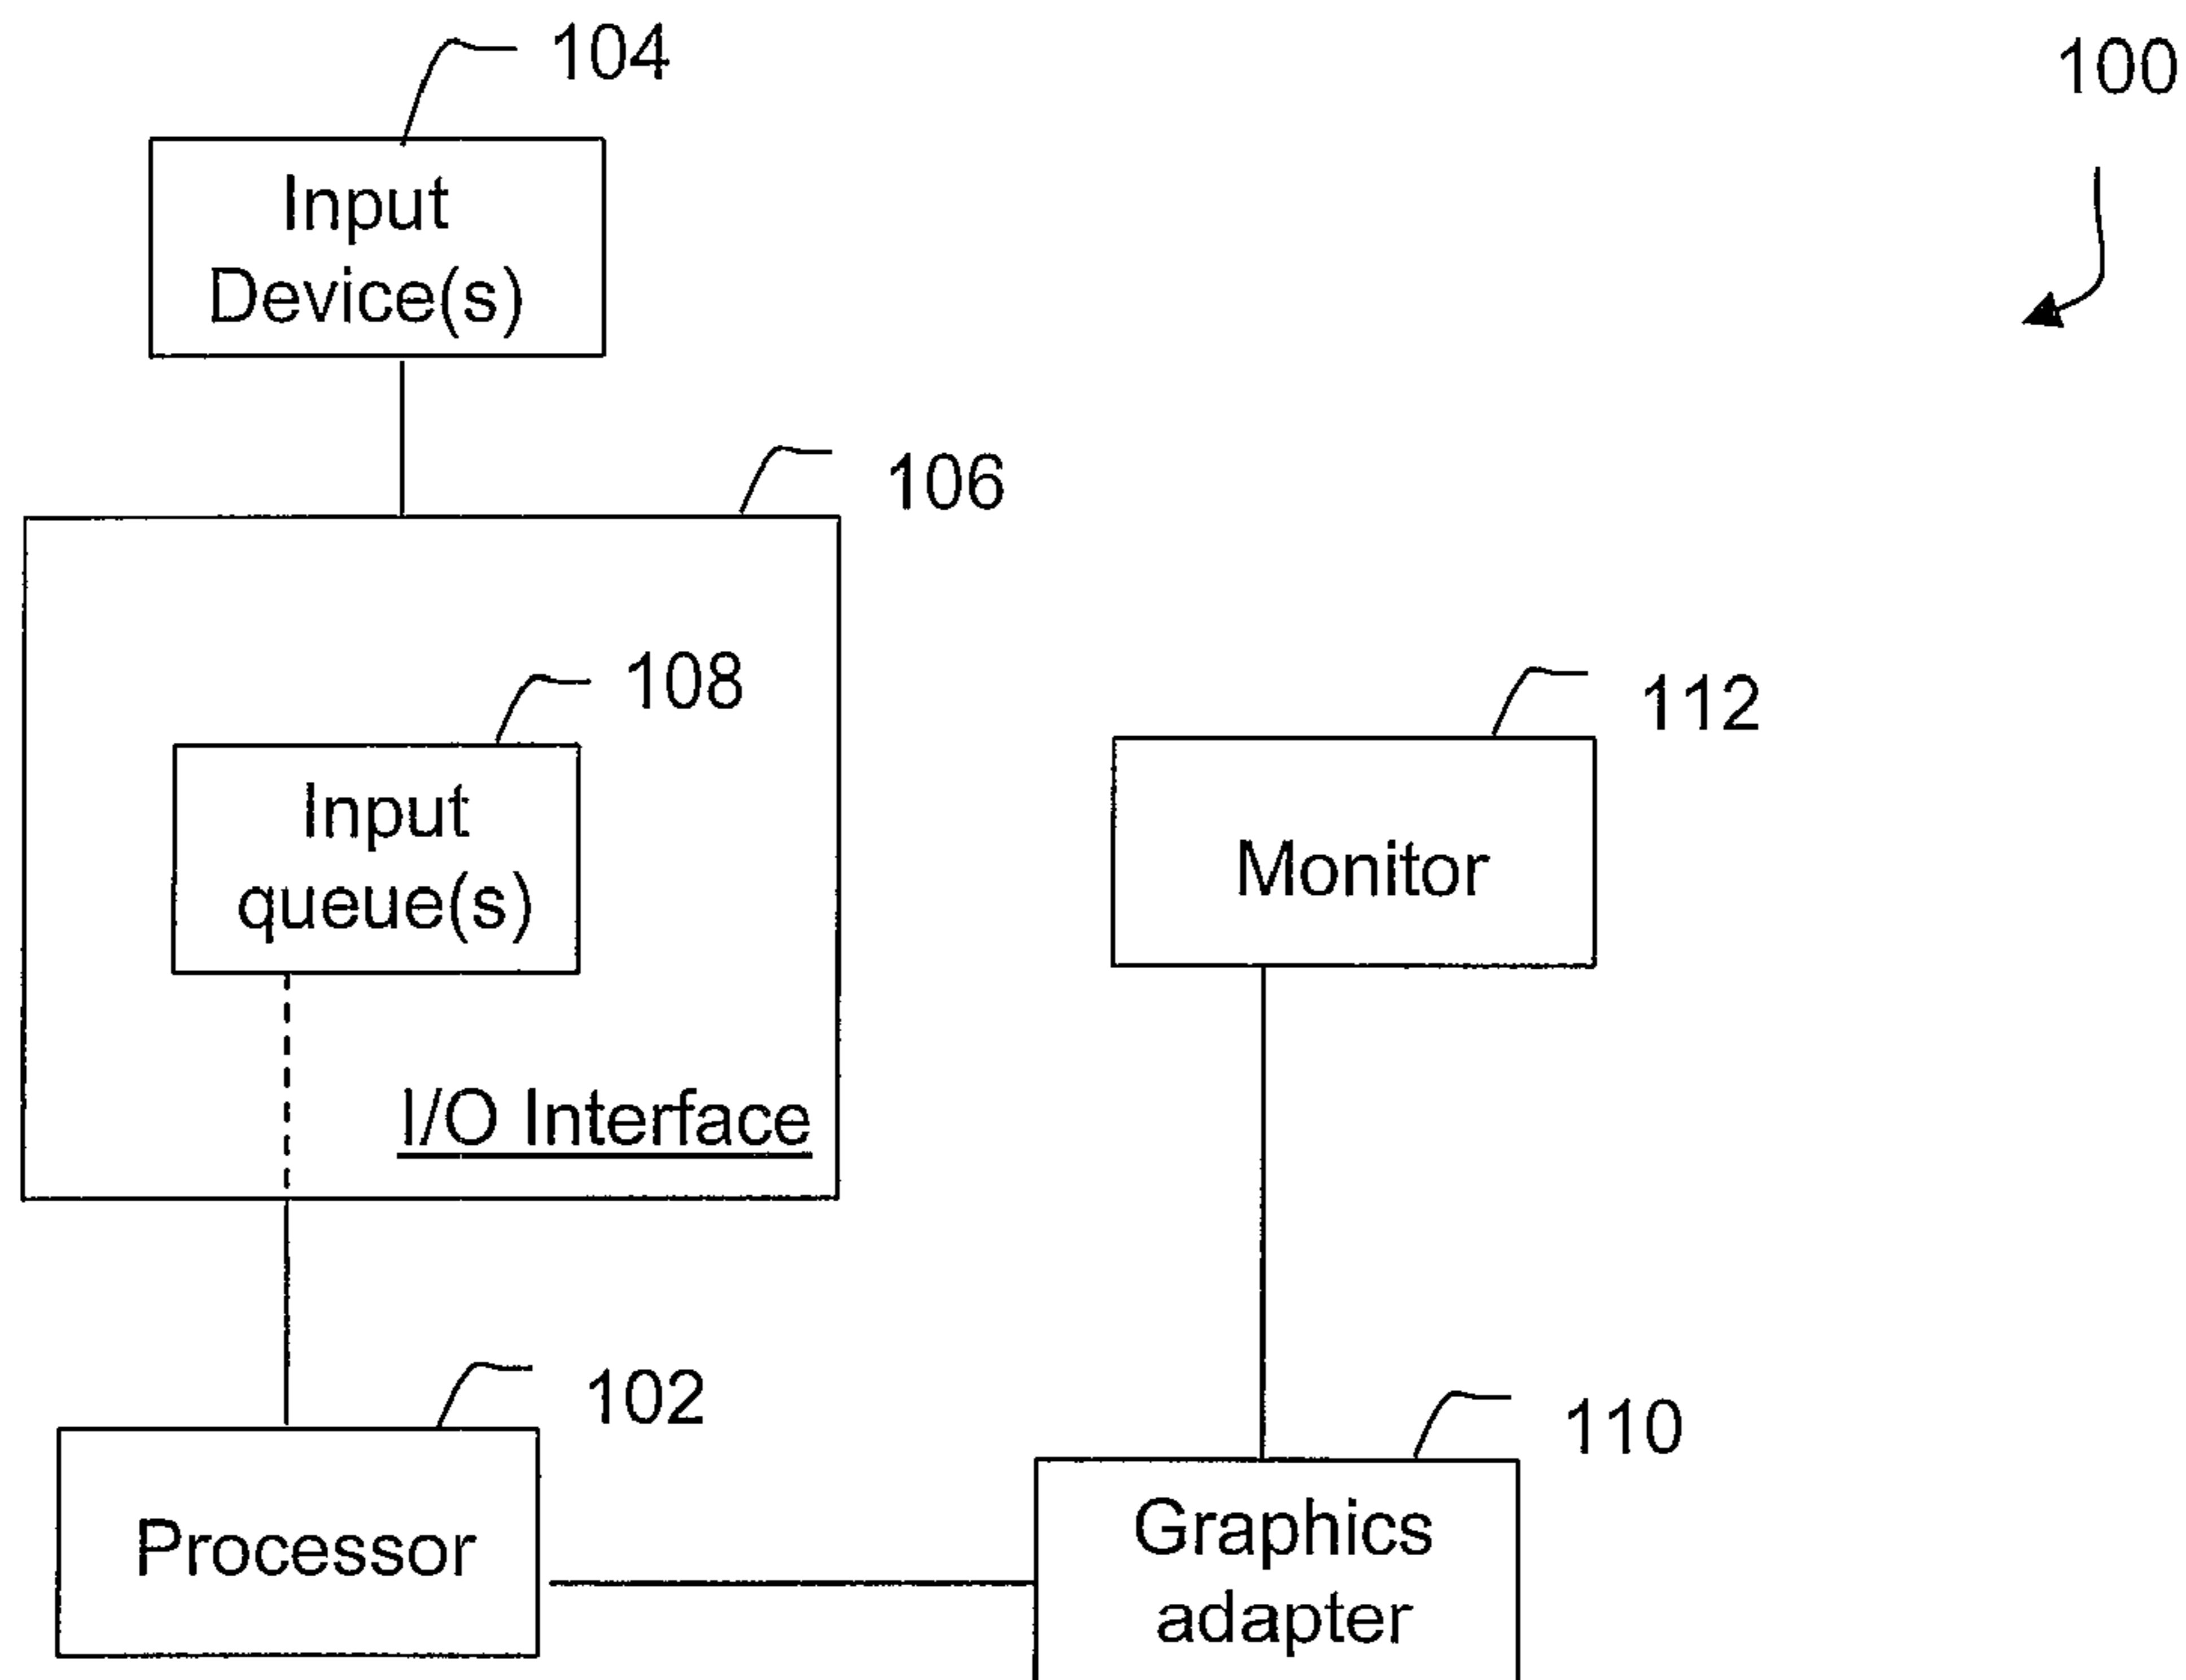 104
100
Input
Device(s)
106
108
Input
queue(s)
112
Monitor
I/O Interface
102
110
Processor
Graphics
adapter